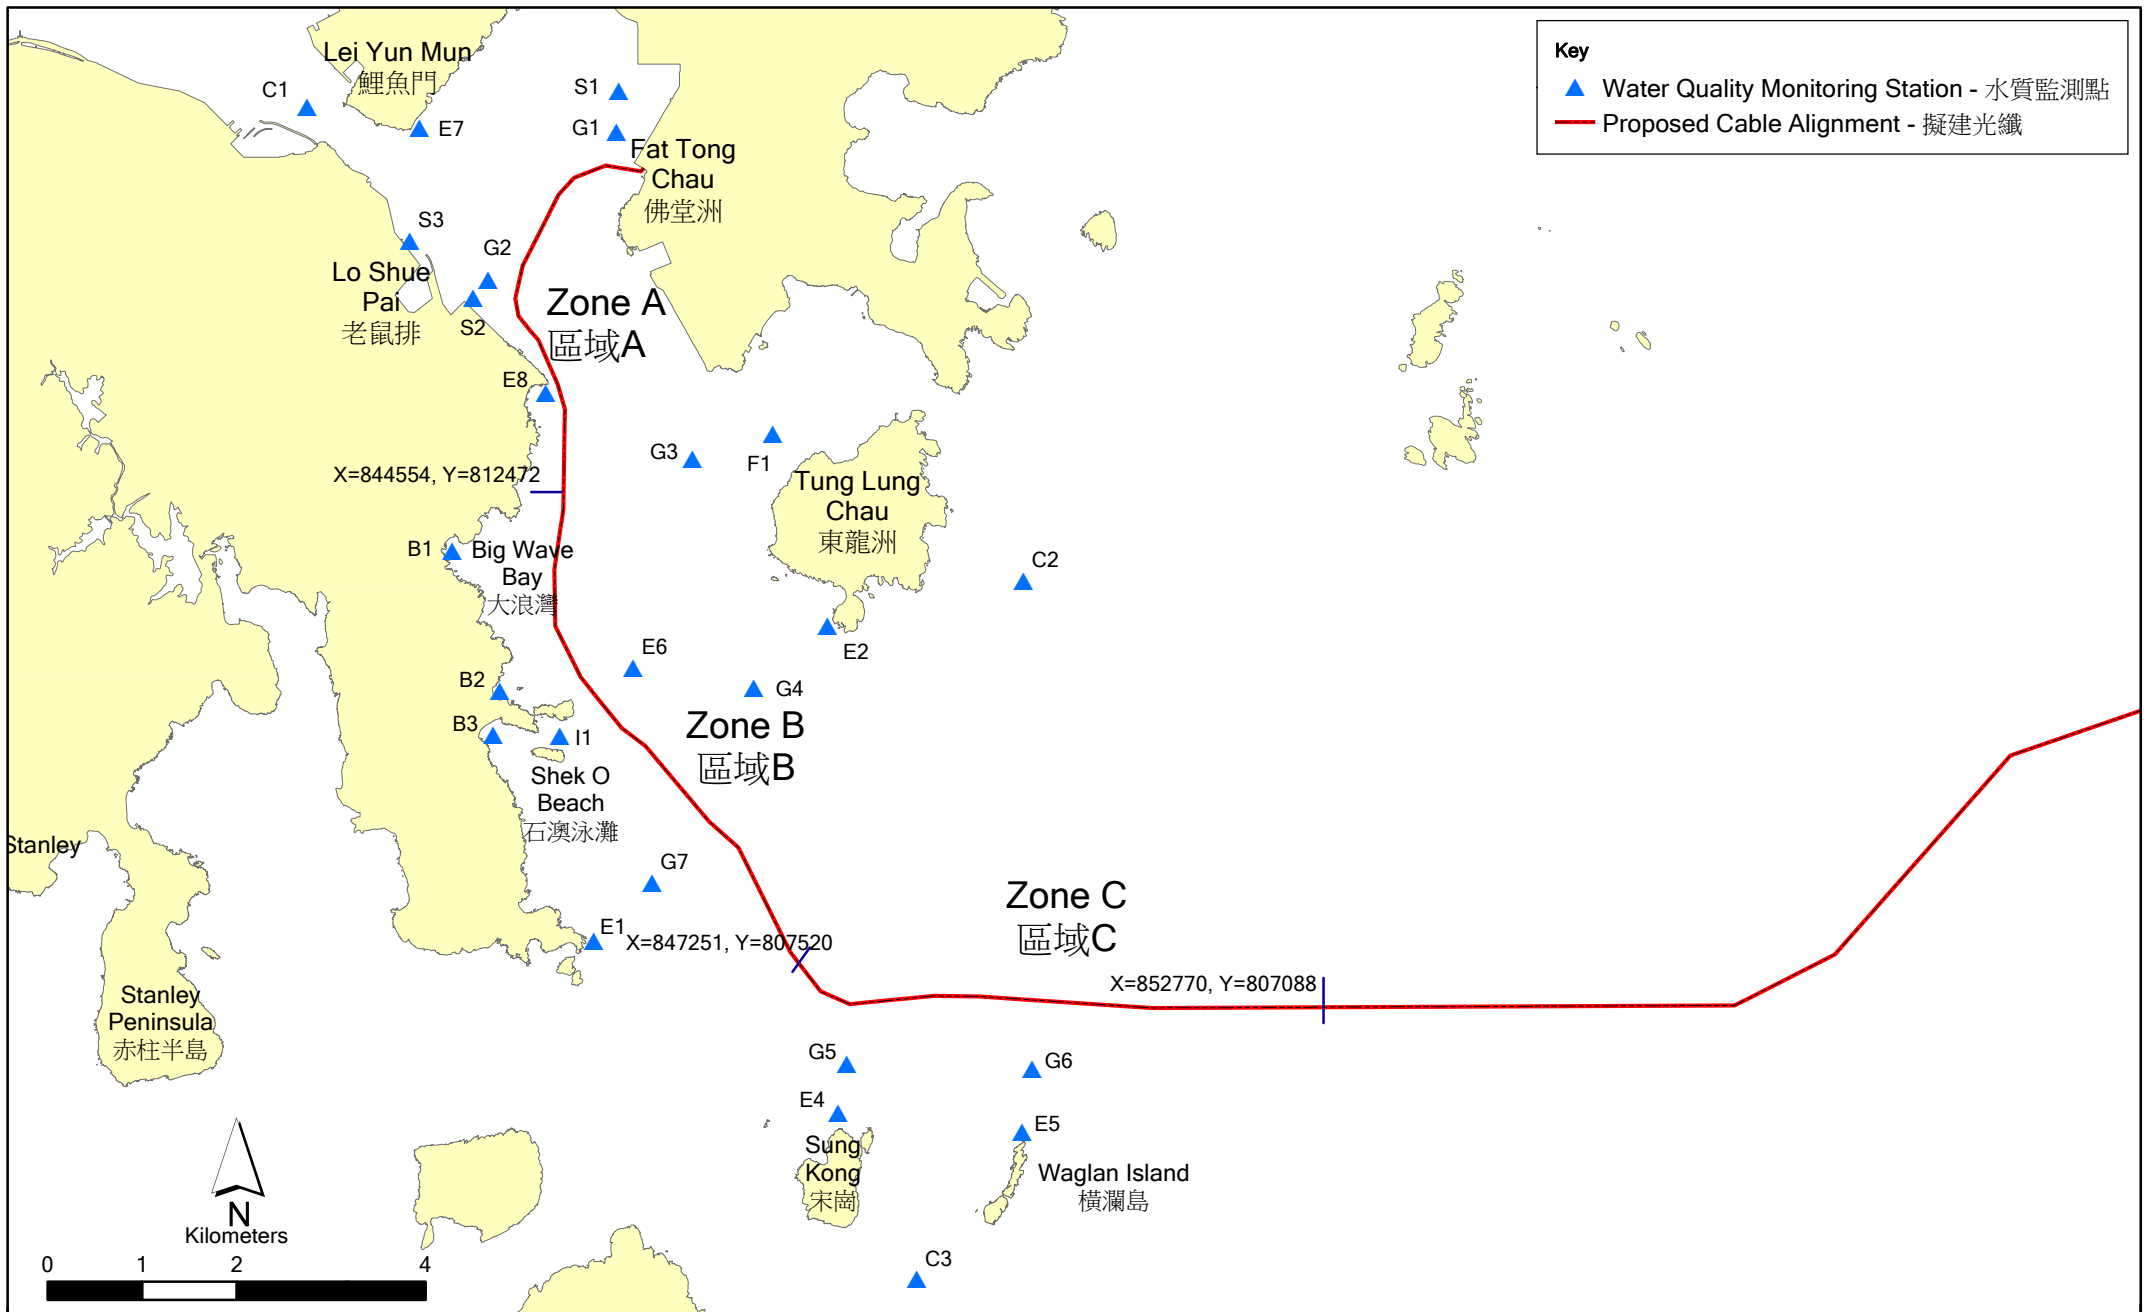 Lei Yun Mun
鯉魚門
C1
E7
S1
G1
Fat Tong
Chau
佛堂洲
Key
Water Quality Monitoring Station - 水質監測點
Proposed Cable Alignment - 擬建光纖
S3
G2
Lo Shue
Pai
老鼠排
S2
Zone A
區域A
E8
G3
F1
X=844554, Y=812472
Tung Lung
Chau
東龍洲
B1
Big Wave
Bay
大浪灣
C2
E2
E6
G4
B2
B3
I1
Zone B
區域B
Shek O
Beach
石澳泳灘
Stanley
G7
E1
X=847251, Y=807520
Zone C
區域C
X=852770, Y=807088
Stanley
Peninsula
赤柱半島
G5
G6
E4
E5
Sung
Kong
宋崗
Waglan Island
橫瀾島
C3
N
Kilometers
0 1 2 4